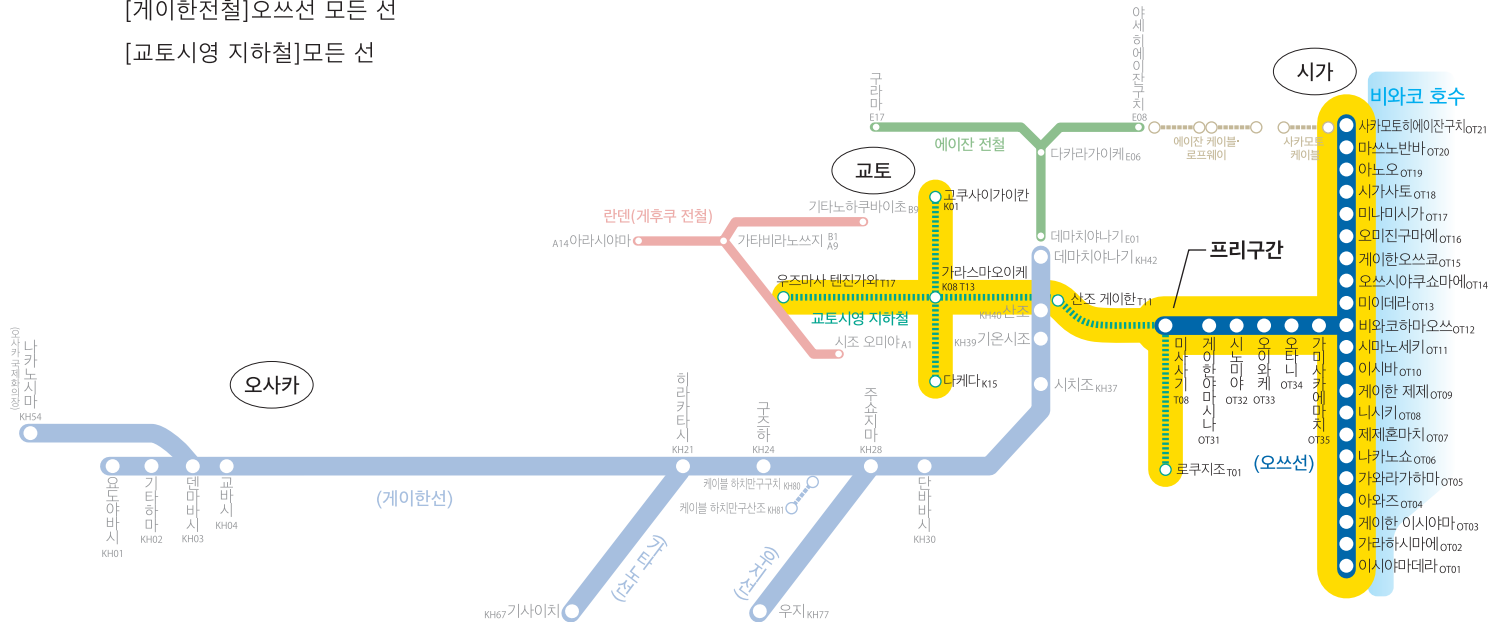 [게이한전철]오쓰선 모든 선
[교토시영 지하철]모든 선
시가
비와코 호수
교토
오사카
프리구간
구라마
E17
야세히에이잔구치
E08
에이잔 전철
다카라가이케 E06
데마치야나기 E01
에이잔 케이블·
로프웨이
사카모토
케이블
란덴(게후쿠 전철)
기타노하쿠바이초 B9
A14 아라시야마
가타비라노쓰지 B1
A9
시조 오미야 A1
고쿠사이가이칸
K01
우즈마사 텐진가와 T17
가라스마오이케
K08 T13
교토시영 지하철
다케다 K15
산조 게이한 T11
데마치야나기 KH42
KH40 산조
KH39 기온시조
시치조 KH37
미사사기
T08
로쿠지조 T01
게이한야마시나
OT31
시노미야
OT32
오이와케
OT33
오타니
OT34
가미사카에마치
OT35
(오쓰선)
사카모토히에이잔구치 OT21
마쓰노반바 OT20
아노오 OT19
시가사토 OT18
미나미시가 OT17
오미진구마에 OT16
게이한오쓰쿄 OT15
오쓰시야쿠쇼마에 OT14
미이데라 OT13
비와코하마오쓰 OT12
시마노세키 OT11
이시바 OT10
게이한 제제 OT09
니시키 OT08
제제혼마치 OT07
나카노쇼 OT06
가와라가하마 OT05
아와즈 OT04
게이한 이시야마 OT03
가라하시마에 OT02
이시야마데라 OT01
나카노시마
(오사카국제회의장)
KH54
요도야바시
KH01
기타하마
KH02
덴마바시
KH03
교바시
KH04
(게이한선)
히라카타시
KH21
구즈하
KH24
케이블 하치만구구치 KH80
케이블 하치만구산조 KH81
주쇼지마
KH28
단바바시
KH30
(가타노선)
KH67 기사이치
(우지선)
우지 KH77